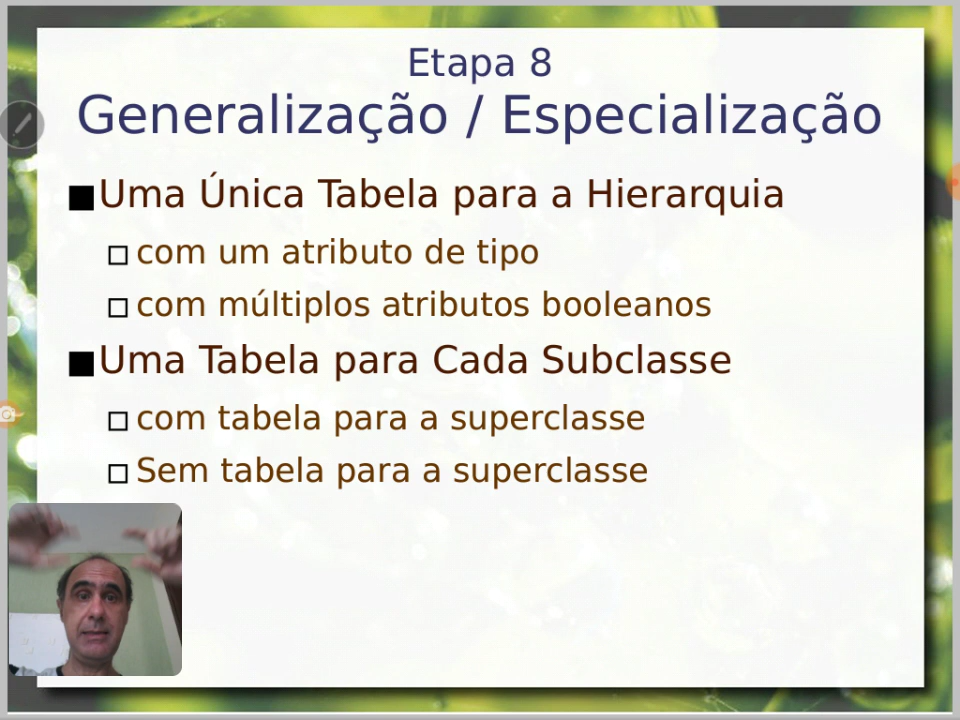 Etapa 8
Generalização / Especialização
Uma Única Tabela para a Hierarquia
com um atributo de tipo
com múltiplos atributos booleanos
Uma Tabela para Cada Subclasse
com tabela para a superclasse
Sem tabela para a superclasse